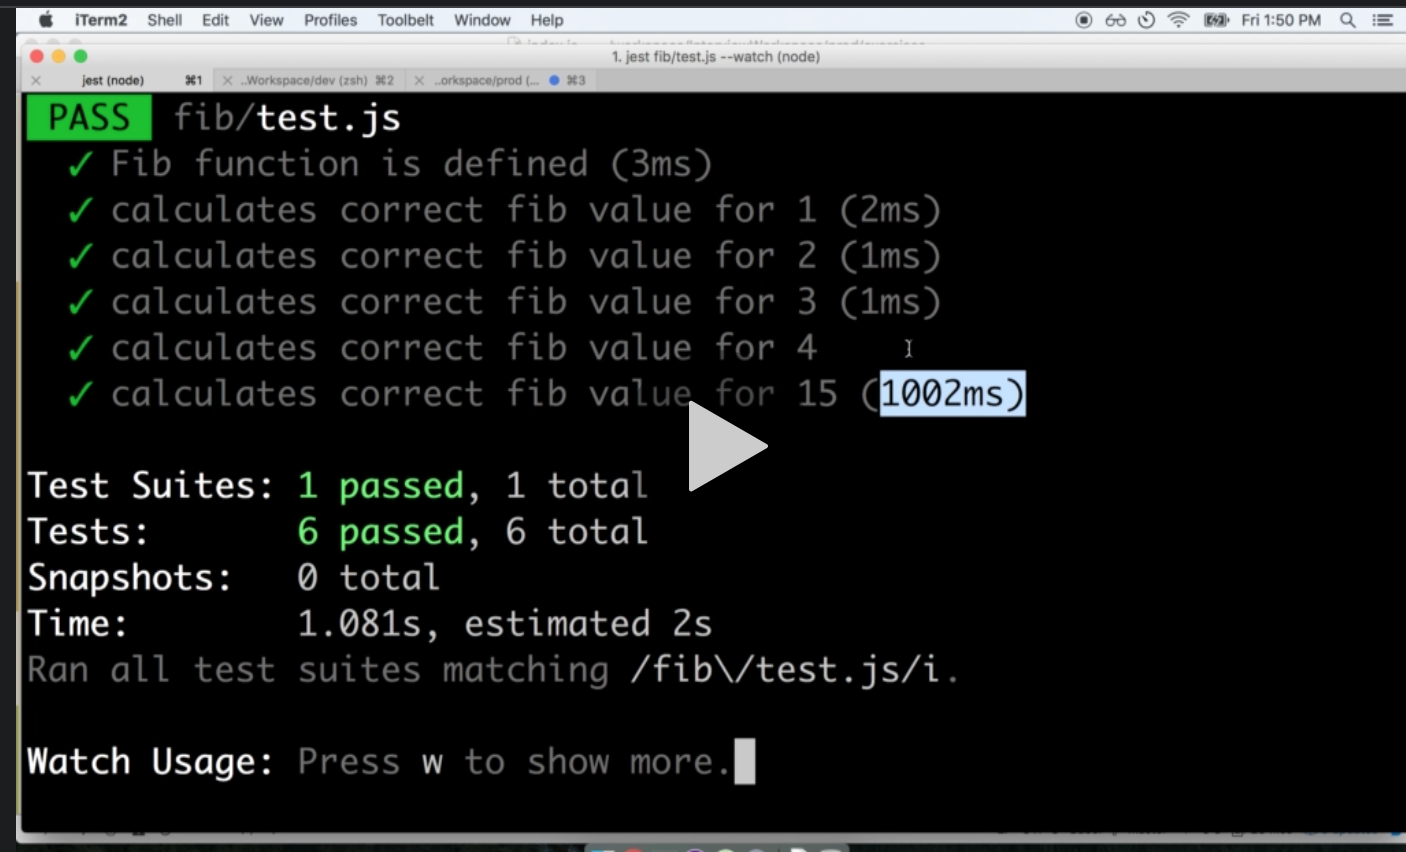 iTerm2 Shell Edit View Profiles Toolbelt Window Help Fri 1:50 PM
1. jest fib/test.js --watch (node)
jest (node) ⌘1 ..Workspace/dev (zsh) ⌘2 ..orkspace/prod (... ⌘3
PASS fib/test.js
✓ Fib function is defined (3ms)
✓ calculates correct fib value for 1 (2ms)
✓ calculates correct fib value for 2 (1ms)
✓ calculates correct fib value for 3 (1ms)
✓ calculates correct fib value for 4
✓ calculates correct fib value for 15 (1002ms)
Test Suites: 1 passed, 1 total
Tests: 6 passed, 6 total
Snapshots: 0 total
Time: 1.081s, estimated 2s
Ran all test suites matching /fib\/test.js/i.
Watch Usage: Press w to show more.